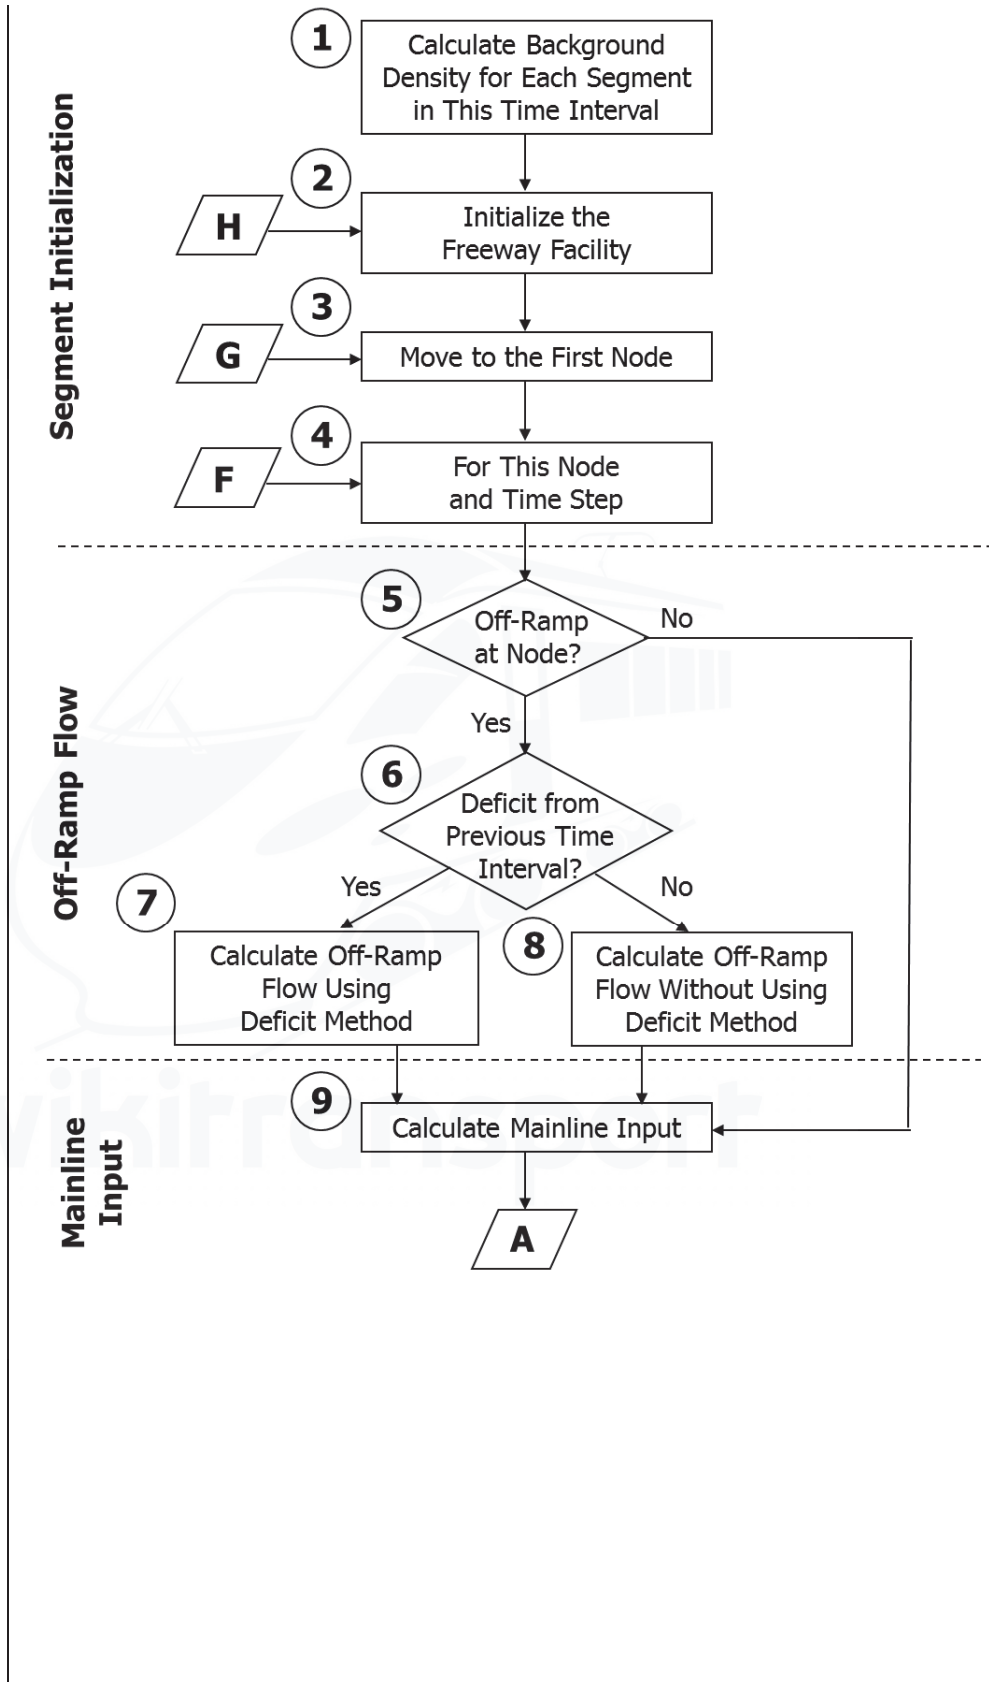 1
Calculate Background
Density for Each Segment
in This Time Interval
Segment Initialization
2
H
Initialize the
Freeway Facility
3
G
Move to the First Node
4
F
For This Node
and Time Step
5
Off-Ramp
at Node?
No
Yes
Off-Ramp Flow
6
Deficit from
Previous Time
Interval?
Yes
No
7
Calculate Off-Ramp
Flow Using
Deficit Method
8
Calculate Off-Ramp
Flow Without Using
Deficit Method
9
Calculate Mainline Input
Mainline
Input
wikitransport
A